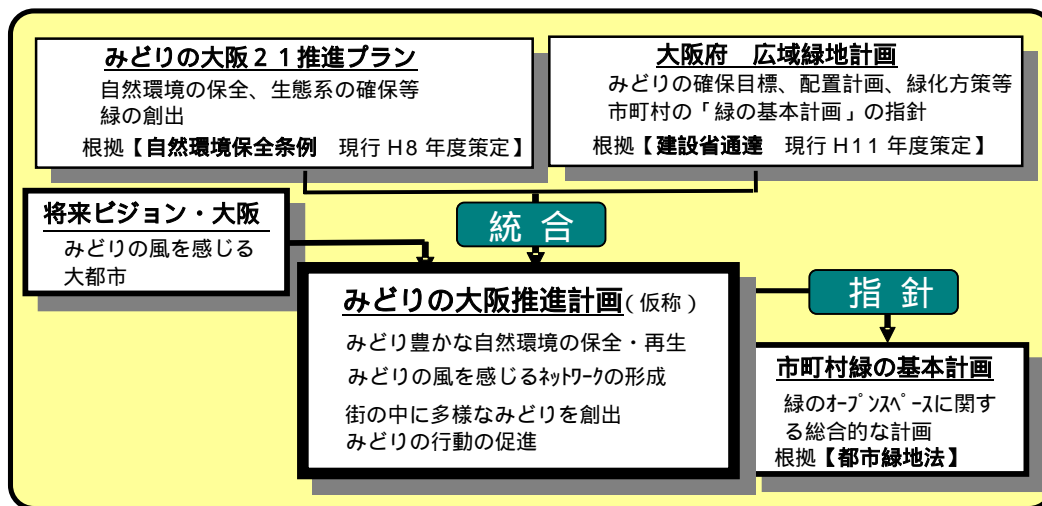 みどりの大阪２１推進プラン
自然環境の保全、生態系の確保等
緑の創出
根拠【自然環境保全条例　現行 H8 年度策定】
大阪府　広域緑地計画
みどりの確保目標、配置計画、緑化方策等
市町村の「緑の基本計画」の指針
根拠【建設省通達　現行 H11 年度策定】
将来ビジョン・大阪
みどりの風を感じる
大都市
統 合
みどりの大阪推進計画(仮称)
みどり豊かな自然環境の保全・再生
みどりの風を感じるﾈｯﾄﾜｰｸの形成
街の中に多様なみどりを創出
みどりの行動の促進
指 針
市町村緑の基本計画
緑のｵｰﾌﾟﾝｽﾍﾟｰｽに関す
る総合的な計画
根拠【都市緑地法】